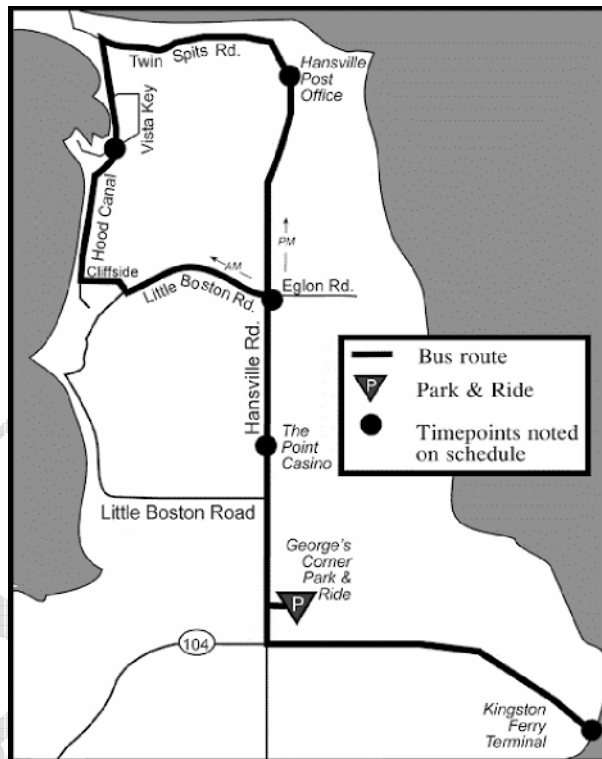 Twin Spits Rd.
Hansville
Post
Office
Vista Key
Hood Canal
PM
AM
Cliffside
Little Boston Rd.
Eglon Rd.
Hansville Rd.
Bus route
P
Park & Ride
Timepoints noted
on schedule
The
Point
Casino
Little Boston Road
George's
Corner
Park &
Ride
P
104
Kingston
Ferry
Terminal